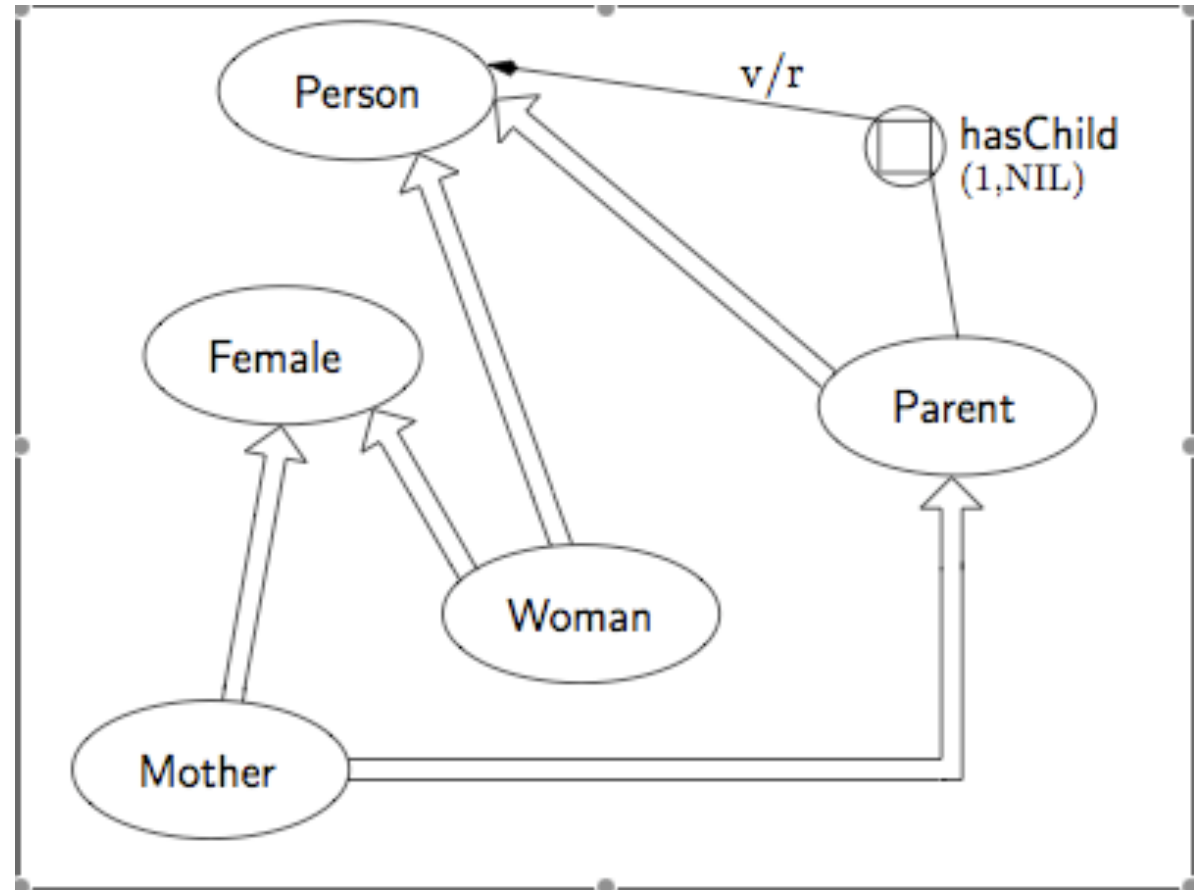 Person
v/r
hasChild
(1,NIL)
Female
Parent
Woman
Mother